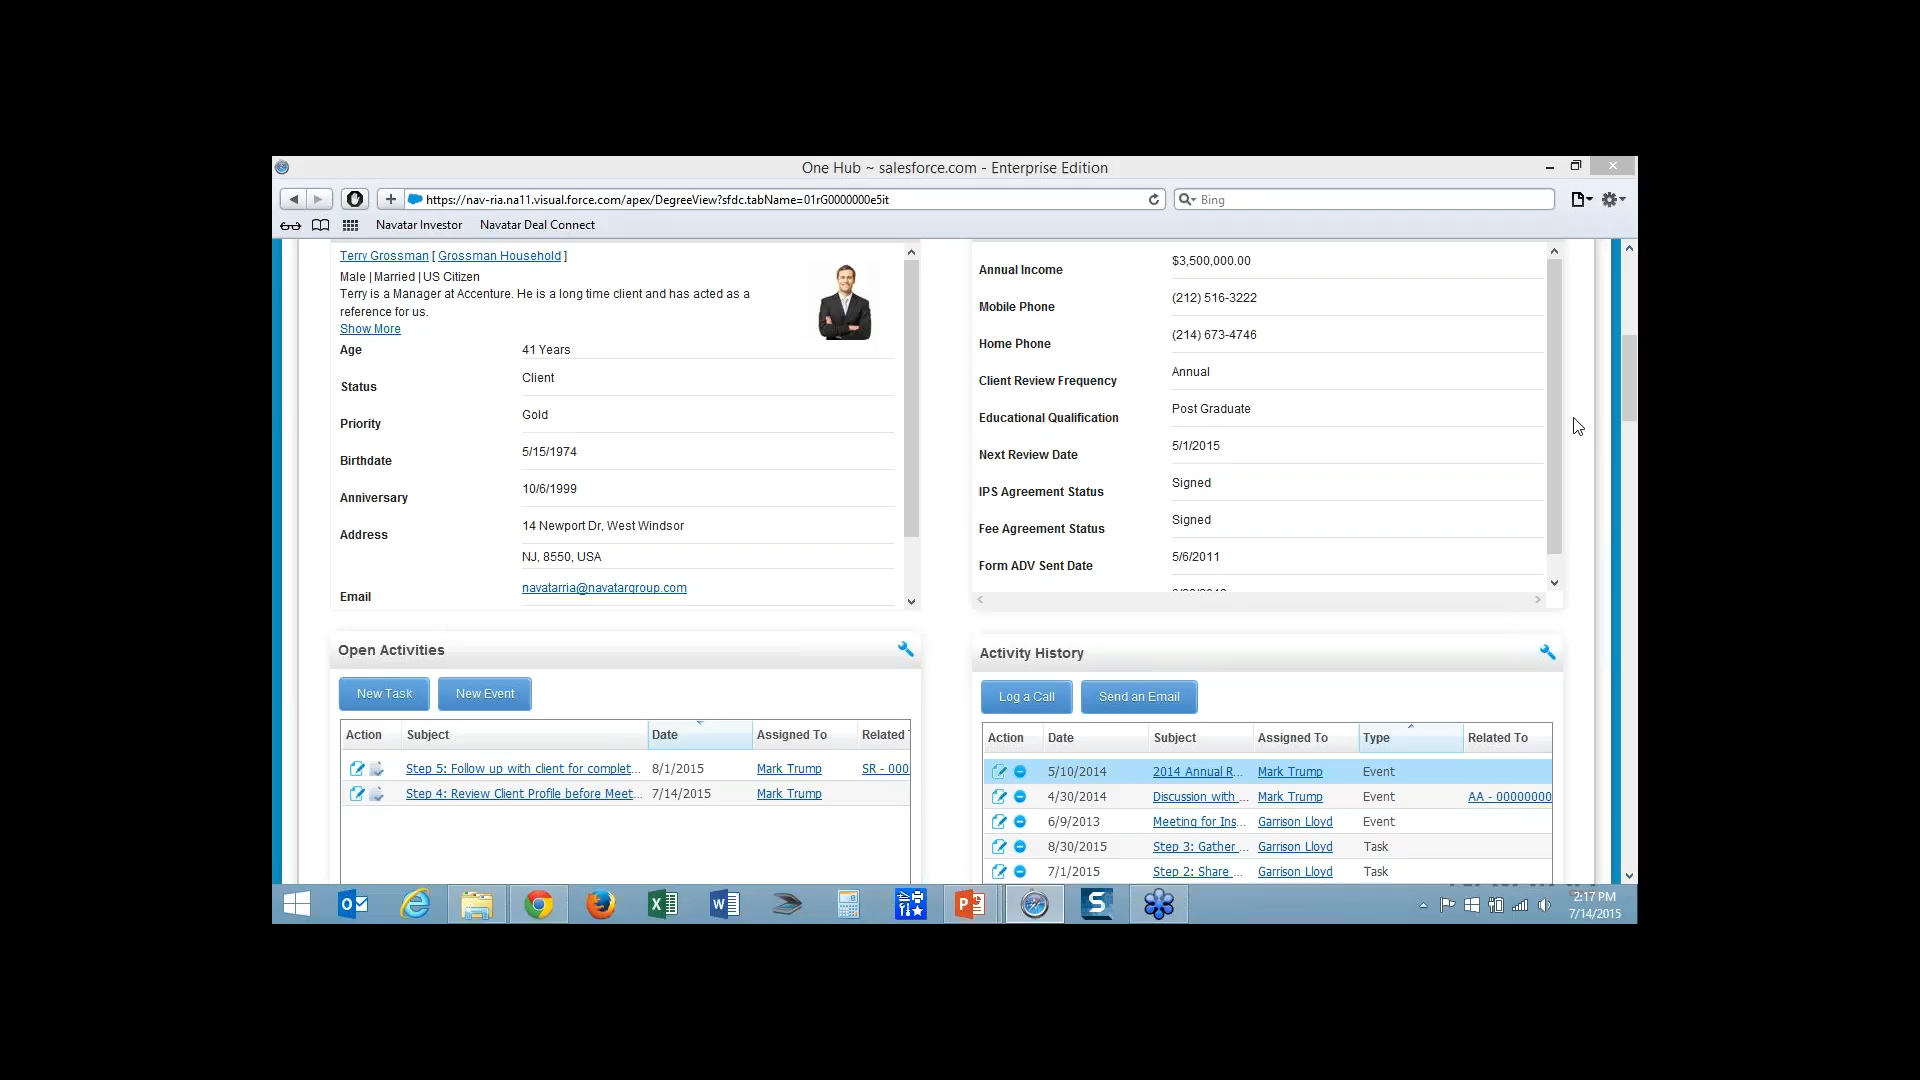 One Hub ~ salesforce.com - Enterprise Edition
https://nav-ria.na11.visual.force.com/apex/DegreeView?sfdc.tabName=01rG0000000e5it
Bing
Navatar Investor Navatar Deal Connect
Terry Grossman [ Grossman Household ]
Male | Married | US Citizen
Terry is a Manager at Accenture. He is a long time client and has acted as a
reference for us.
Show More
Age 41 Years
Status Client
Priority Gold
Birthdate 5/15/1974
Anniversary 10/6/1999
Address 14 Newport Dr, West Windsor
NJ, 8550, USA
Email navatarria@navatargroup.com
Annual Income $3,500,000.00
Mobile Phone (212) 516-3222
Home Phone (214) 673-4746
Client Review Frequency Annual
Educational Qualification Post Graduate
Next Review Date 5/1/2015
IPS Agreement Status Signed
Fee Agreement Status Signed
Form ADV Sent Date 5/6/2011
Open Activities
New Task New Event
Action Subject Date Assigned To Related
Step 5: Follow up with client for complet... 8/1/2015 Mark Trump SR - 000
Step 4: Review Client Profile before Meet... 7/14/2015 Mark Trump
Activity History
Log a Call Send an Email
Action Date Subject Assigned To Type Related To
5/10/2014 2014 Annual R... Mark Trump Event
4/30/2014 Discussion with ... Mark Trump Event AA - 00000000
6/9/2013 Meeting for Ins... Garrison Lloyd Event
8/30/2015 Step 3: Gather ... Garrison Lloyd Task
7/1/2015 Step 2: Share ... Garrison Lloyd Task
2:17 PM
7/14/2015